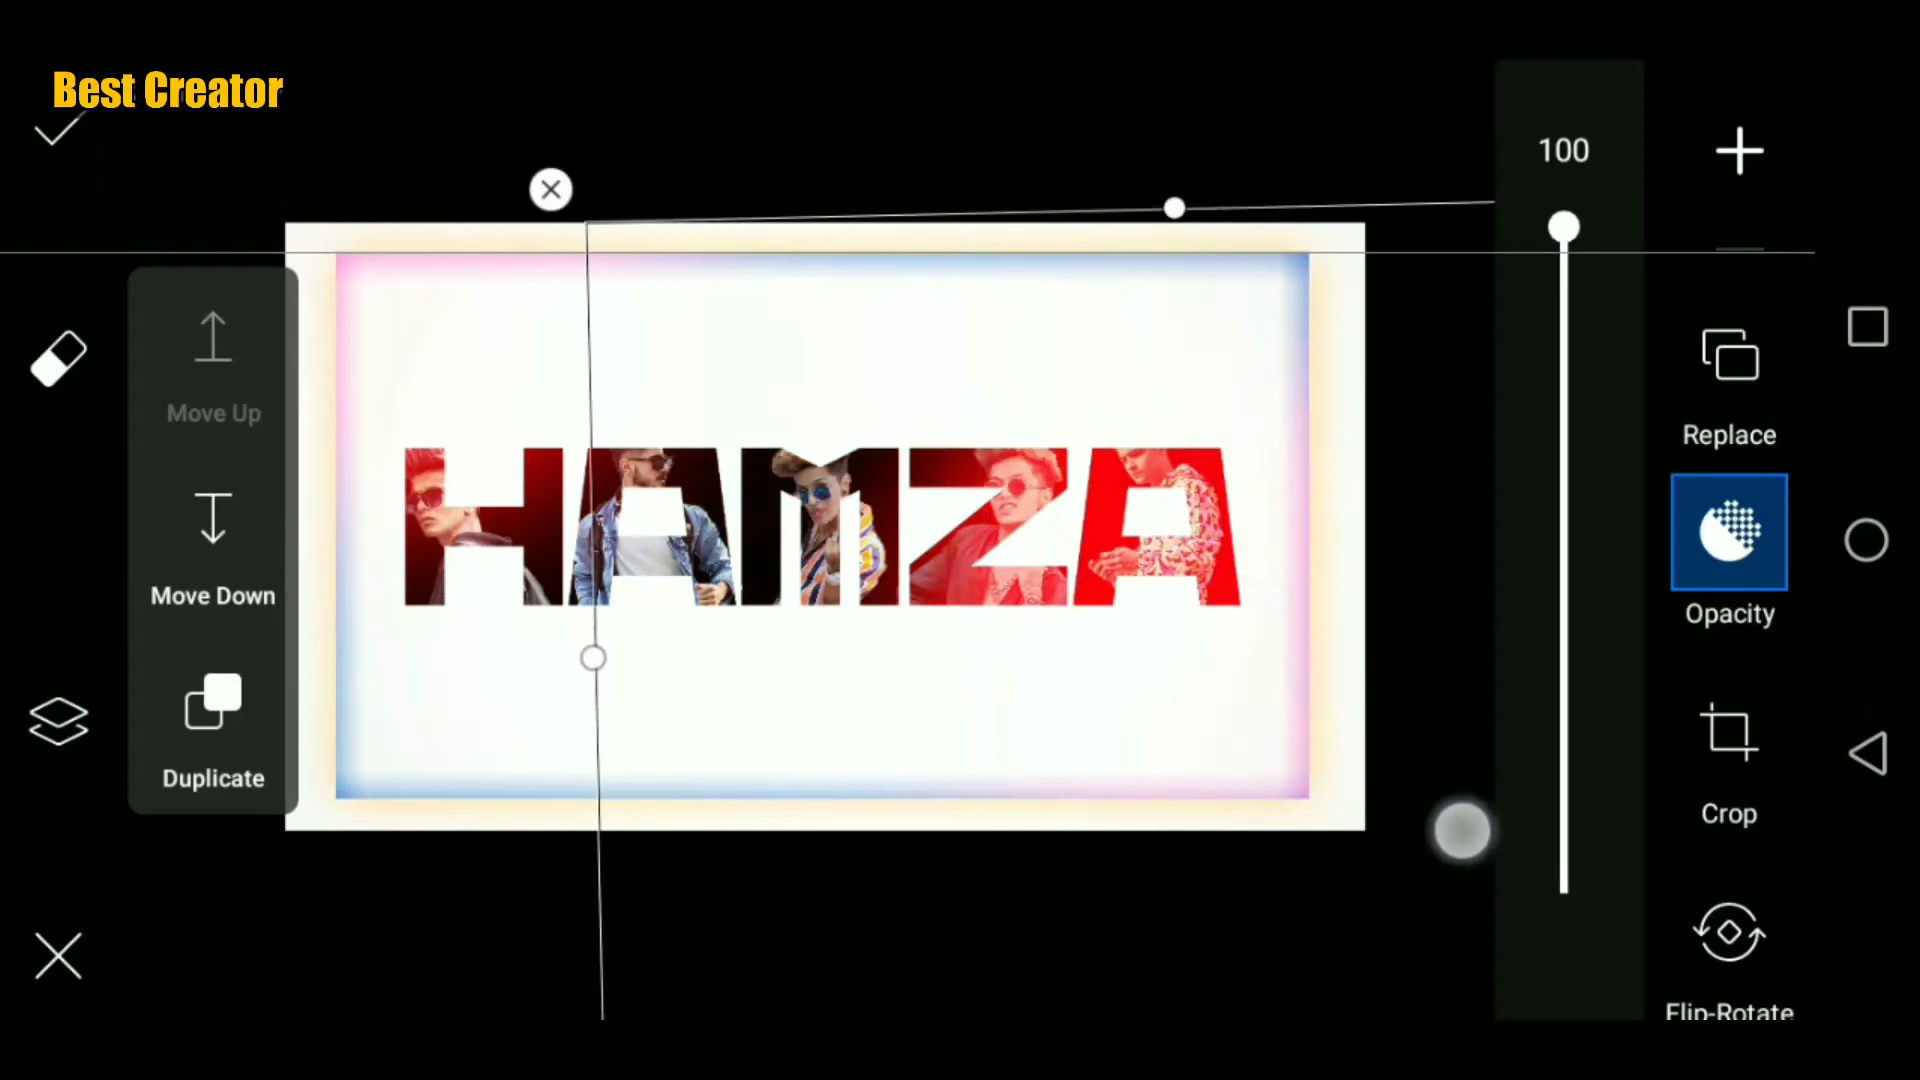 Best Creator
100
Move Up
Replace
HAMZA
Move Down
Opacity
Duplicate
Crop
Flip-Rotate